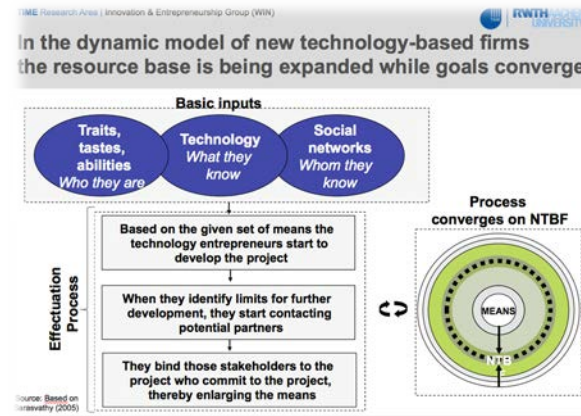 TIME Research Area | Innovation & Entrepreneurship Group (WIN)
RWTH AACHEN
UNIVERSITY
In the dynamic model of new technology-based firms
the resource base is being expanded while goals converge
Basic inputs
Traits,
tastes,
abilities
Who they are
Technology
What they
know
Social
networks
Whom they
know
Effectuation
Process
Based on the given set of means the
technology entrepreneurs start to
develop the project
When they identify limits for further
development, they start contacting
potential partners
They bind those stakeholders to the
project who commit to the project,
thereby enlarging the means
Process
converges on NTBF
MEANS
NTB
Source: Based on
Sarasvathy (2005)